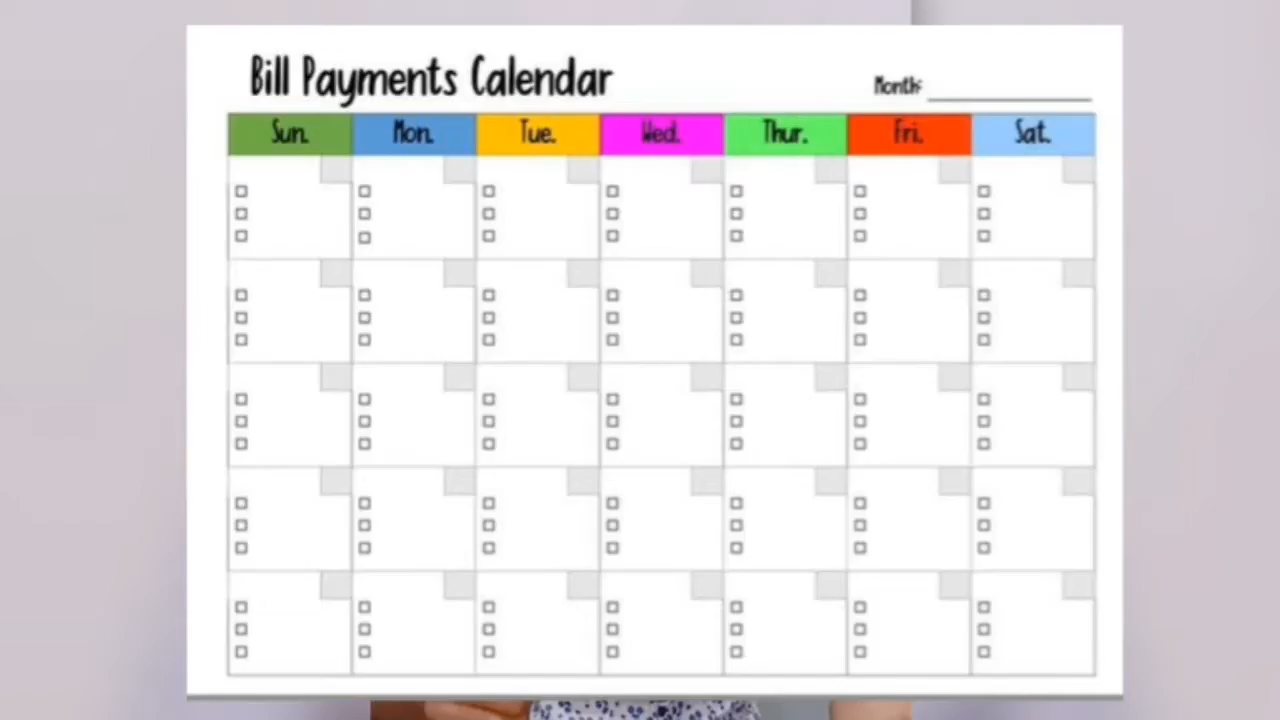 Bill Payments Calendar
Month:
Sun. Mon. Tue. Wed. Thur. Fri. Sat.